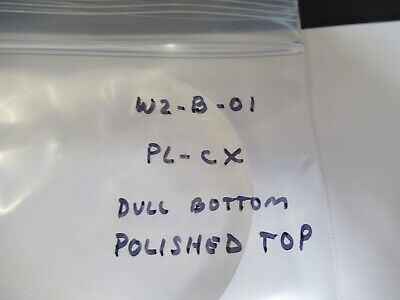 W2-B-01
PL-CX
DULL BOTTOM
POLISHED TOP